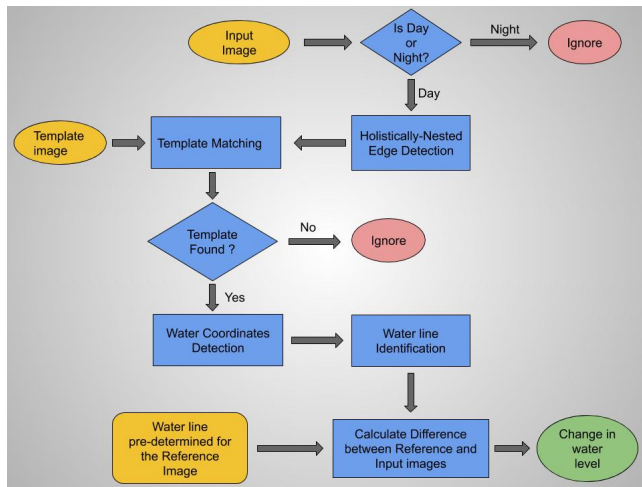 Input
Image
Is Day
or
Night?
Night
Ignore
Day
Template
image
Template Matching
Holistically-Nested
Edge Detection
Template
Found ?
No
Ignore
Yes
Water Coordinates
Detection
Water line
Identification
Water line
pre-determined for
the Reference
Image
Calculate Difference
between Reference and
Input images
Change in
water
level